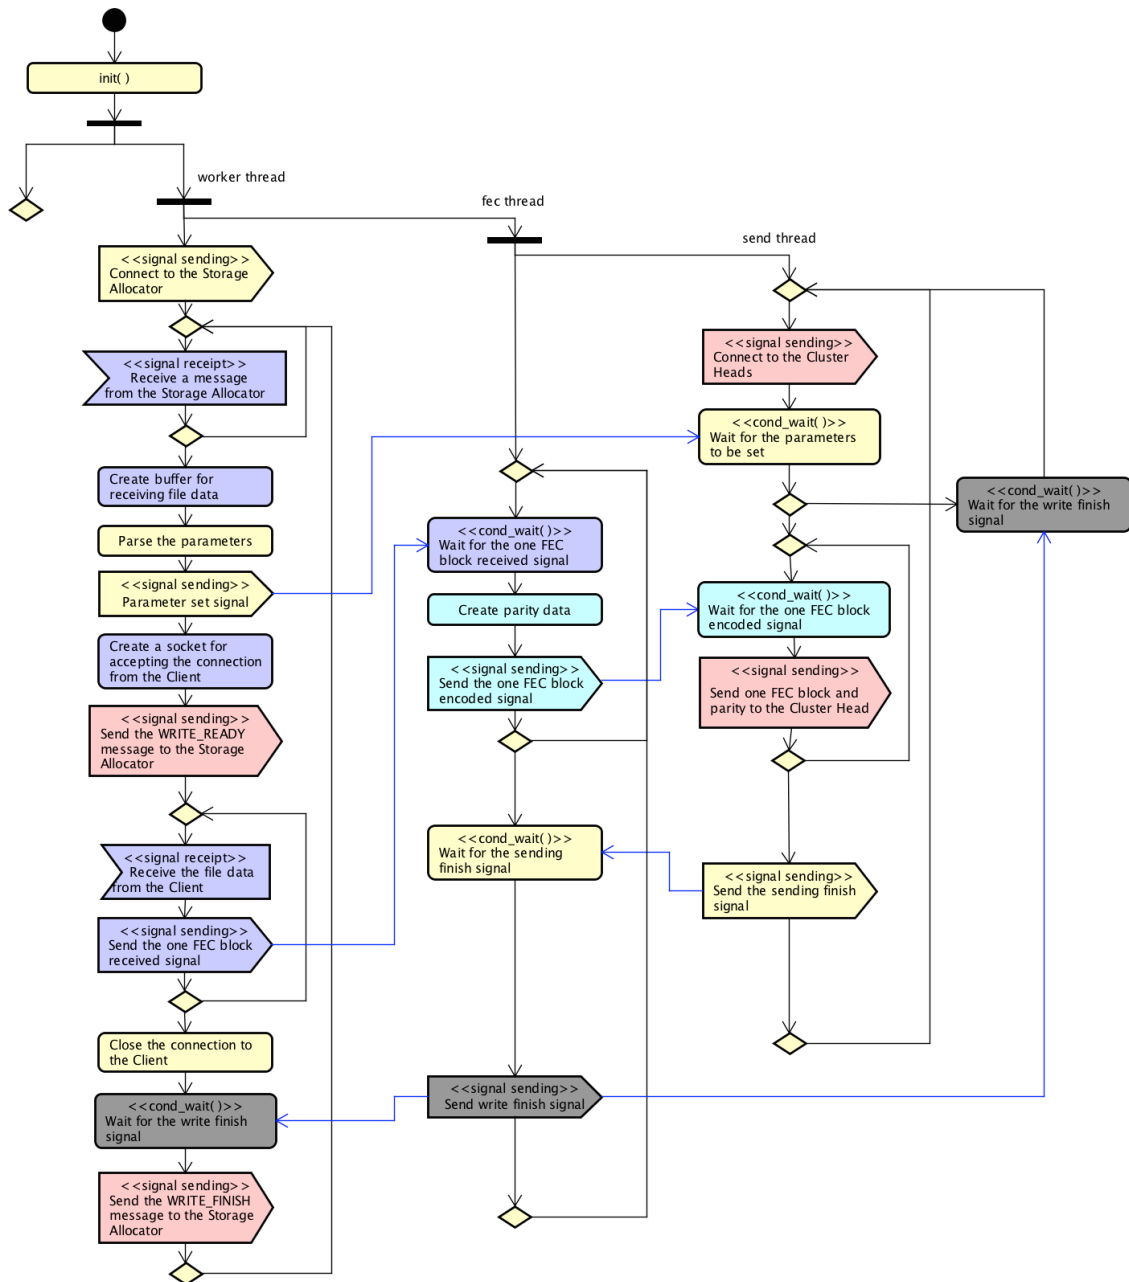 init( )
worker thread
fec thread
send thread
<<signal sending>>
Connect to the Storage
Allocator
<<signal receipt>>
Receive a message
from the Storage Allocator
Create buffer for
receiving file data
Parse the parameters
<<signal sending>>
Parameter set signal
Create a socket for
accepting the connection
from the Client
<<signal sending>>
Send the WRITE_READY
message to the Storage
Allocator
<<signal receipt>>
Receive the file data
from the Client
<<signal sending>>
Send the one FEC block
received signal
Close the connection to
the Client
<<cond_wait( )>>
Wait for the write finish
signal
<<signal sending>>
Send the WRITE_FINISH
message to the Storage
Allocator
<<cond_wait( )>>
Wait for the one FEC
block received signal
Create parity data
<<signal sending>>
Send the one FEC block
encoded signal
<<cond_wait( )>>
Wait for the sending
finish signal
<<signal sending>>
Send write finish signal
<<signal sending>>
Connect to the Cluster
Heads
<<cond_wait( )>>
Wait for the parameters
to be set
<<cond_wait( )>>
Wait for the one FEC block
encoded signal
<<signal sending>>
Send one FEC block and
parity to the Cluster Head
<<signal sending>>
Send the sending finish
signal
<<cond_wait( )>>
Wait for the write finish
signal